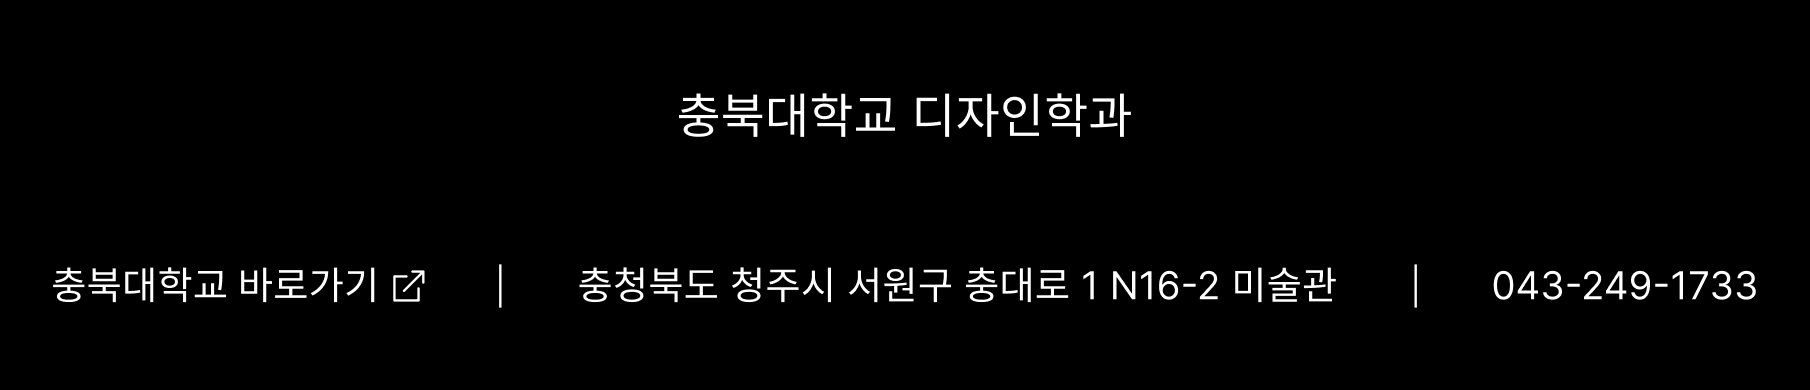 충북대학교 디자인학과
충북대학교 바로가기 | 충청북도 청주시 서원구 충대로 1 N16-2 미술관 | 043-249-1733